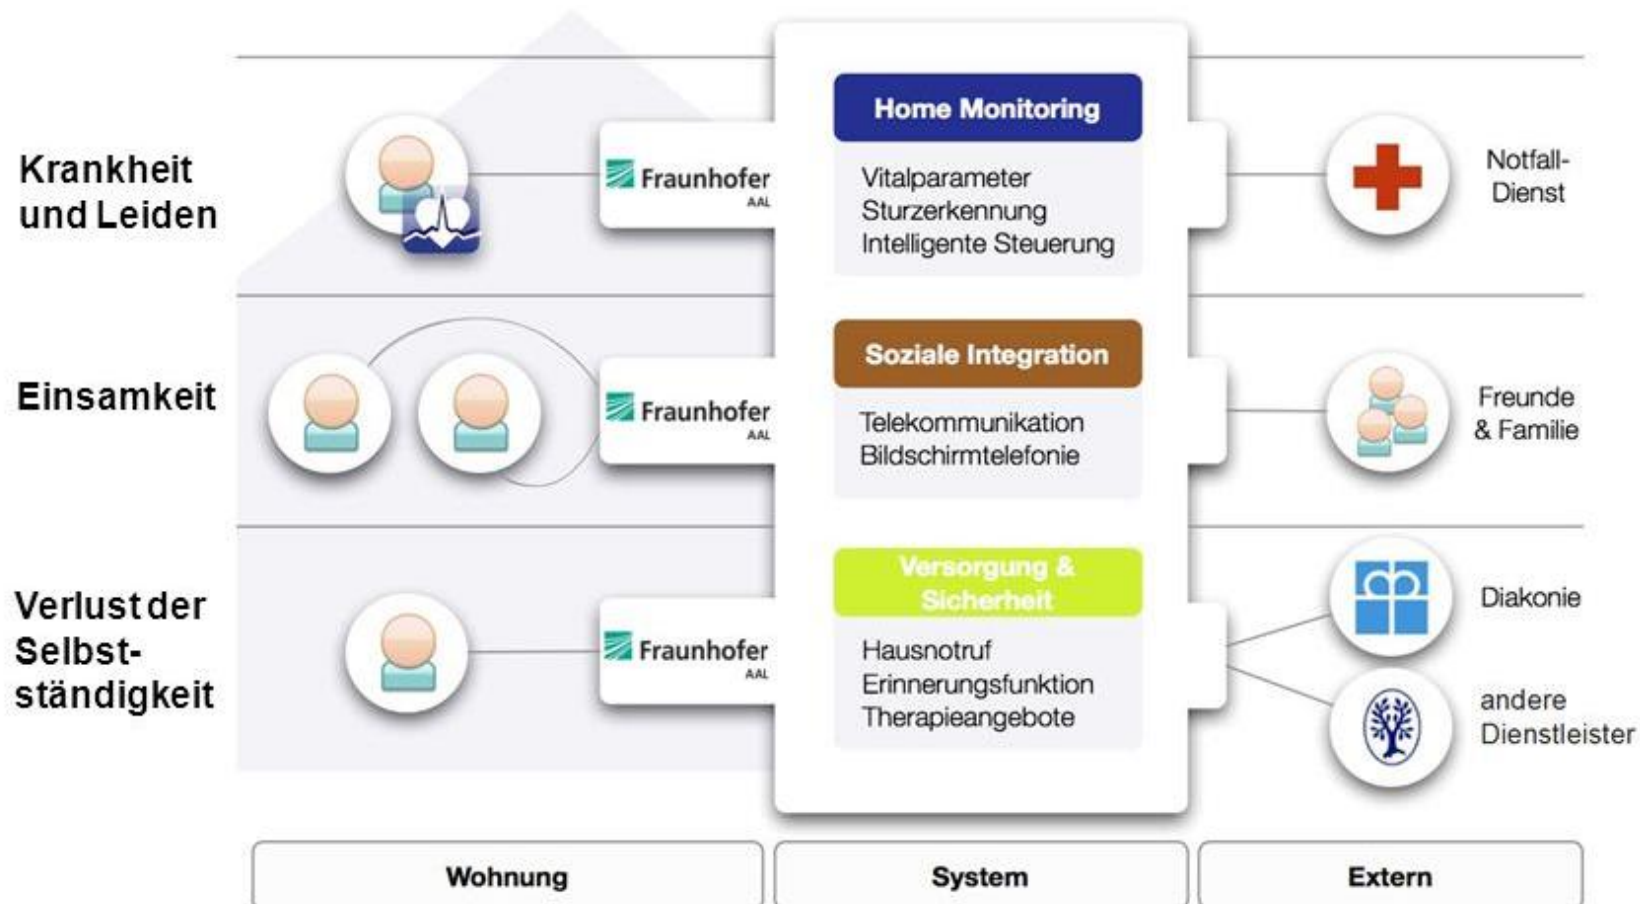 Krankheit
und Leiden
Fraunhofer
AAL
Home Monitoring
Vitalparameter
Sturzerkennung
Intelligente Steuerung
Notfall-
Dienst
Einsamkeit
Fraunhofer
AAL
Soziale Integration
Telekommunikation
Bildschirmtelefonie
Freunde
& Familie
Verlust der
Selbst-
ständigkeit
Fraunhofer
AAL
Versorgung &
Sicherheit
Hausnotruf
Erinnerungsfunktion
Therapieangebote
Diakonie
andere
Dienstleister
Wohnung
System
Extern